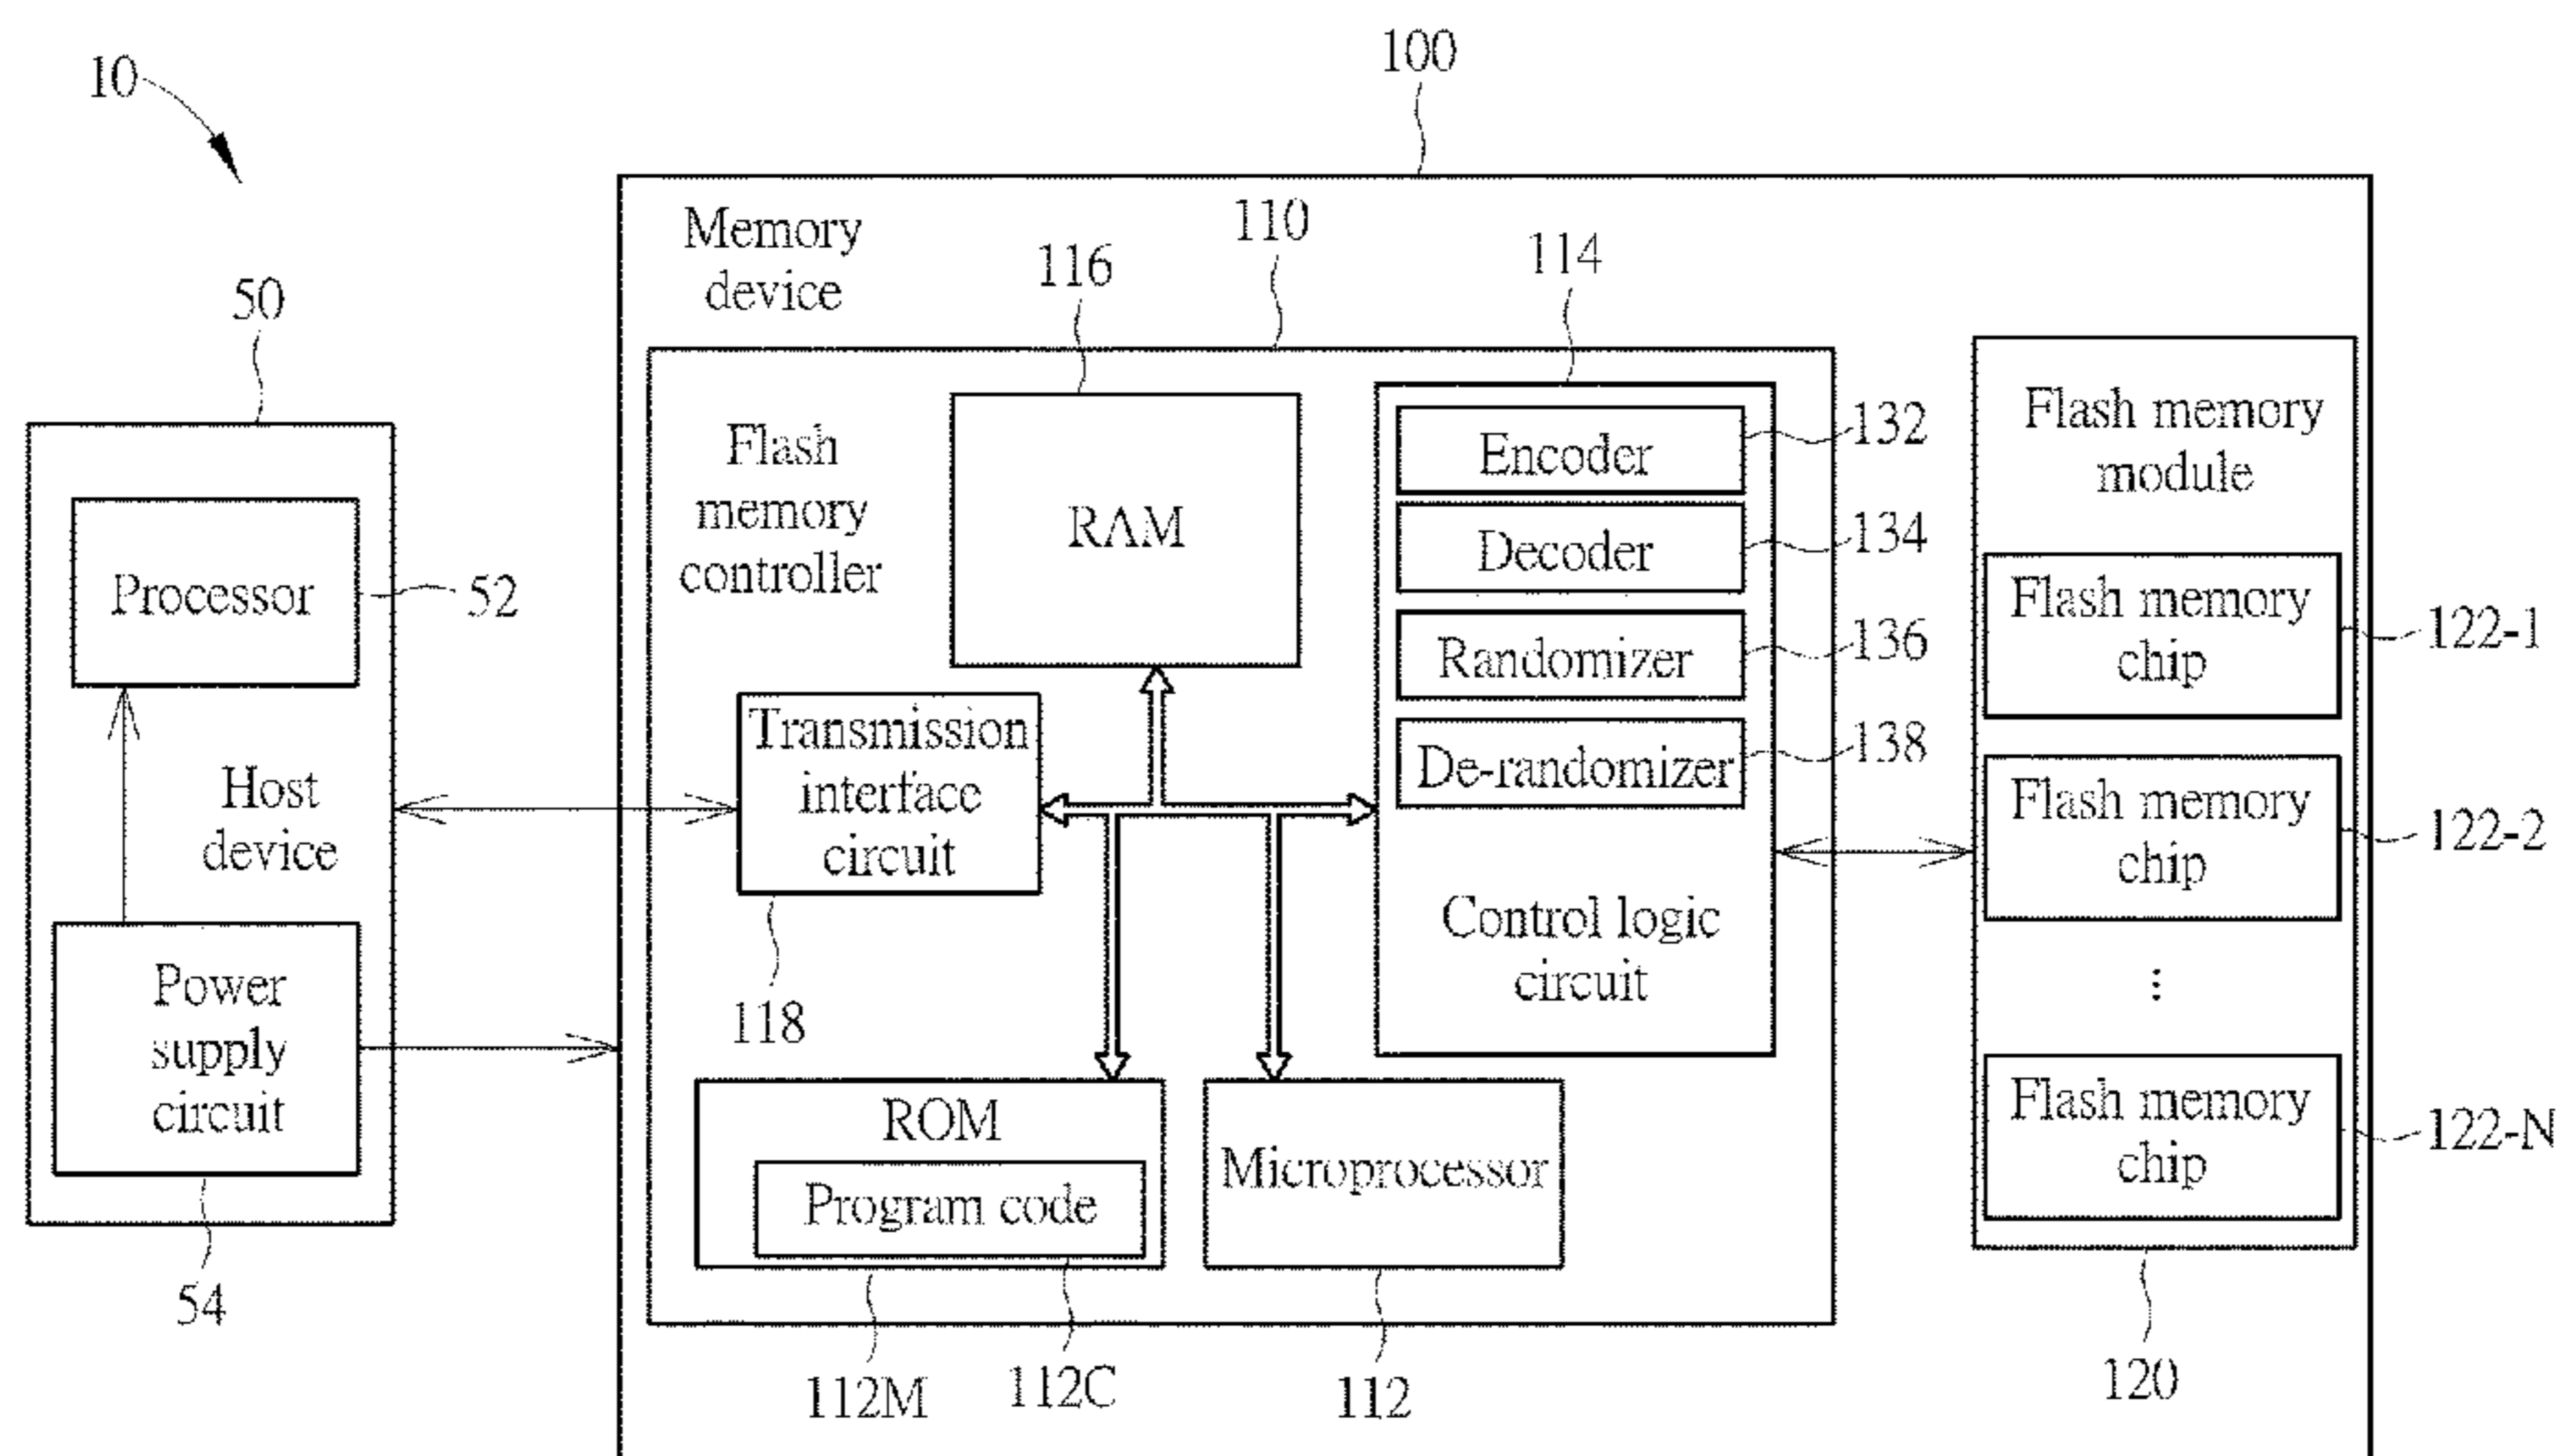 10
100
Memory
device
110
116
114
50
Flash
memory
controller
RAM
Encoder
132
Decoder
134
Randomizer
136
De-randomizer
138
Control logic
circuit
Flash memory
module
Flash memory
chip
122-1
Flash memory
chip
122-2
⋮
Flash memory
chip
122-N
120
Processor
52
Host
device
Power
supply
circuit
54
Transmission
interface
circuit
118
ROM
Program code
112M
112C
Microprocessor
112